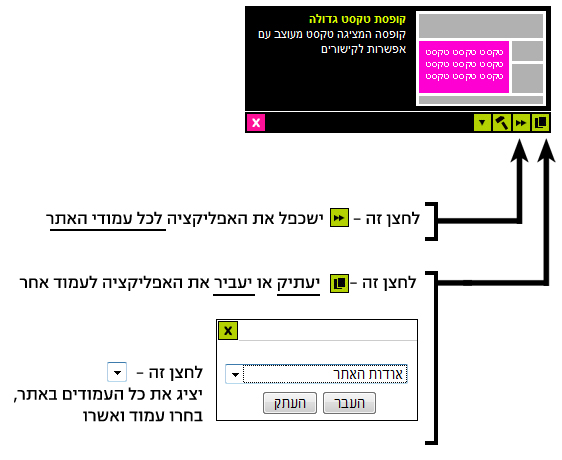 קופסת טקסט גדולה
קופסה המציגה טקסט מעוצב עם
אפשרות לקישורים
טקסט טקסט טקסט
טקסט טקסט טקסט
טקסט טקסט טקסט
X
לחצן זה - ישכפל את האפליקציה לכל עמודי האתר
לחצן זה - יעתיק או יעביר את האפליקציה לעמוד אחר
X
אודות האתר
העבר
העתק
לחצן זה -
יציג את כל העמודים באתר,
בחרו עמוד ואשרו